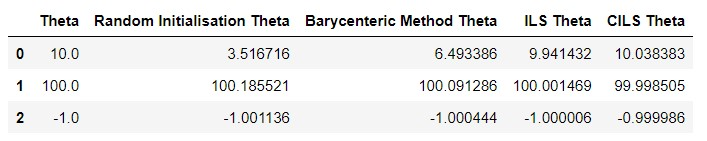 Theta Random Initialisation Theta Barycenteric Method Theta ILS Theta CILS Theta
0 10.0 3.516716 6.493386 9.941432 10.038383
1 100.0 100.185521 100.091286 100.001469 99.998505
2 -1.0 -1.001136 -1.000444 -1.000006 -0.999986